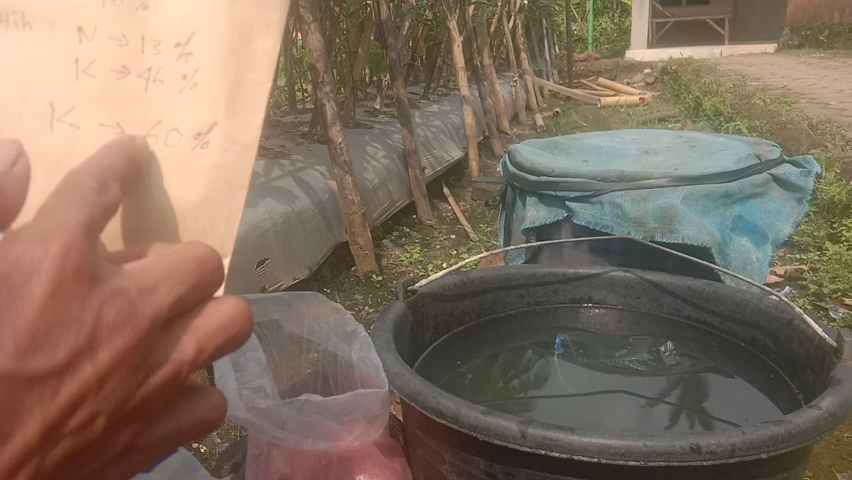 N → 13 %
K → 46 %
K → 60 %